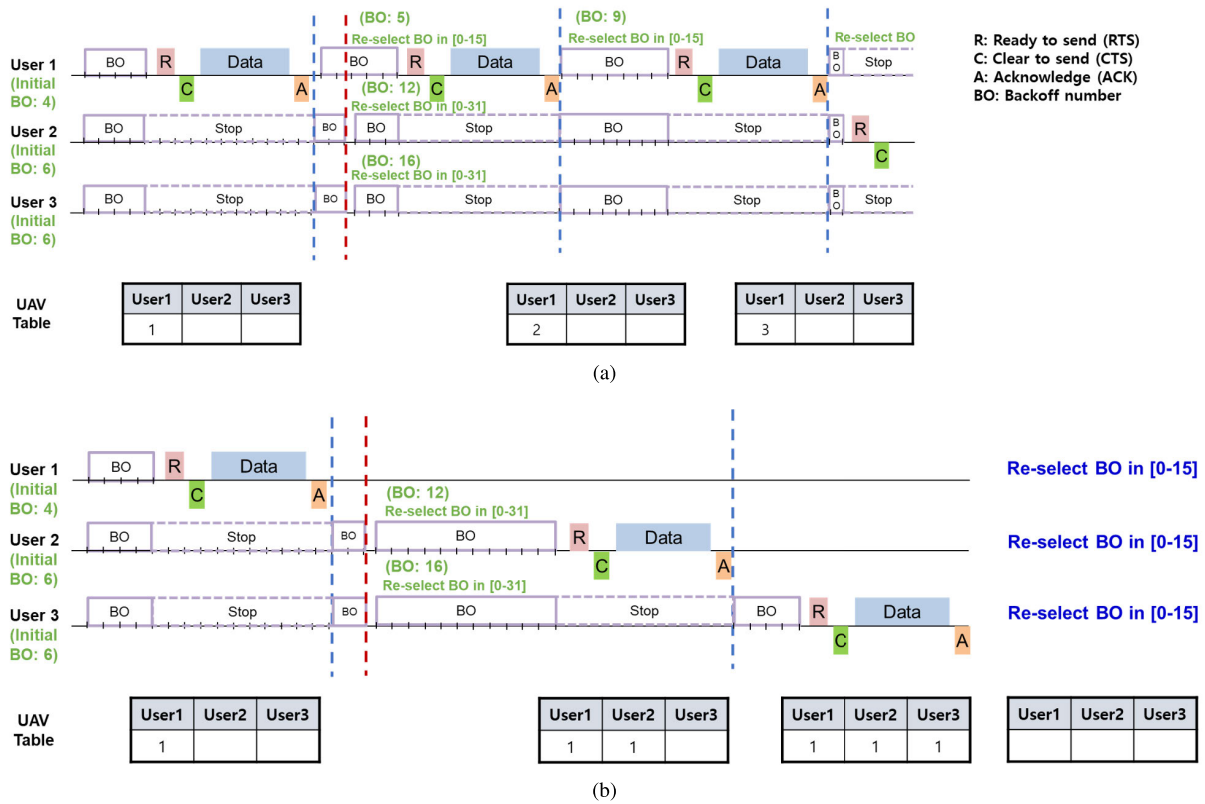 (BO: 5)
(BO: 9)
Re-select BO in [0-15]
Re-select BO in [0-15]
Re-select BO
User 1
(Initial
BO: 4)
BO
R
C
Data
A
BO
R
C
Data
A
BO
R
C
Data
A
B
O
Stop
R: Ready to send (RTS)
C: Clear to send (CTS)
A: Acknowledge (ACK)
BO: Backoff number
(BO: 12)
Re-select BO in [0-31]
User 2
(Initial
BO: 6)
BO
Stop
BO
BO
Stop
BO
Stop
B
O
R
C
(BO: 16)
Re-select BO in [0-31]
User 3
(Initial
BO: 6)
BO
Stop
BO
BO
Stop
BO
Stop
B
O
Stop
UAV
Table
User1 User2 User3
1
User1 User2 User3
2
User1 User2 User3
3
(a)
User 1
(Initial
BO: 4)
BO
R
C
Data
A
Re-select BO in [0-15]
(BO: 12)
Re-select BO in [0-31]
User 2
(Initial
BO: 6)
BO
Stop
BO
BO
R
C
Data
A
Re-select BO in [0-15]
(BO: 16)
Re-select BO in [0-31]
User 3
(Initial
BO: 6)
BO
Stop
BO
BO
Stop
BO
R
C
Data
A
Re-select BO in [0-15]
UAV
Table
User1 User2 User3
1
User1 User2 User3
1 1
User1 User2 User3
1 1 1
User1 User2 User3
(b)